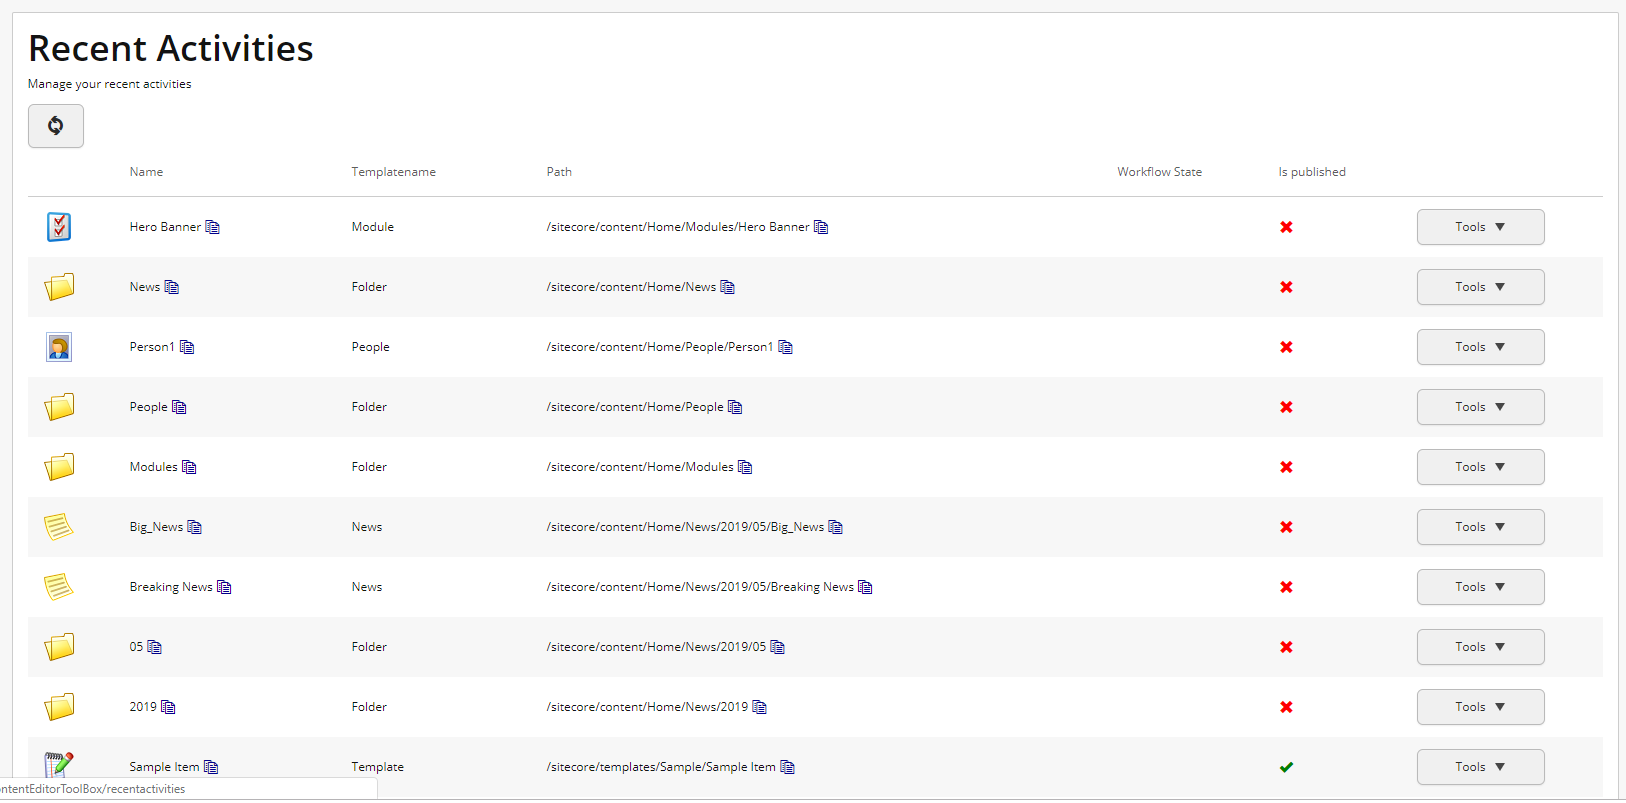 Recent Activities
Manage your recent activities
Name Templatename Path Workflow State Is published
Hero Banner Module /sitecore/content/Home/Modules/Hero Banner Tools ▼
News Folder /sitecore/content/Home/News Tools ▼
Person1 People /sitecore/content/Home/People/Person1 Tools ▼
People Folder /sitecore/content/Home/People Tools ▼
Modules Folder /sitecore/content/Home/Modules Tools ▼
Big_News News /sitecore/content/Home/News/2019/05/Big_News Tools ▼
Breaking News News /sitecore/content/Home/News/2019/05/Breaking News Tools ▼
05 Folder /sitecore/content/Home/News/2019/05 Tools ▼
2019 Folder /sitecore/content/Home/News/2019 Tools ▼
Sample Item Template /sitecore/templates/Sample/Sample Item Tools ▼
ontentEditorToolBox/recentactivities